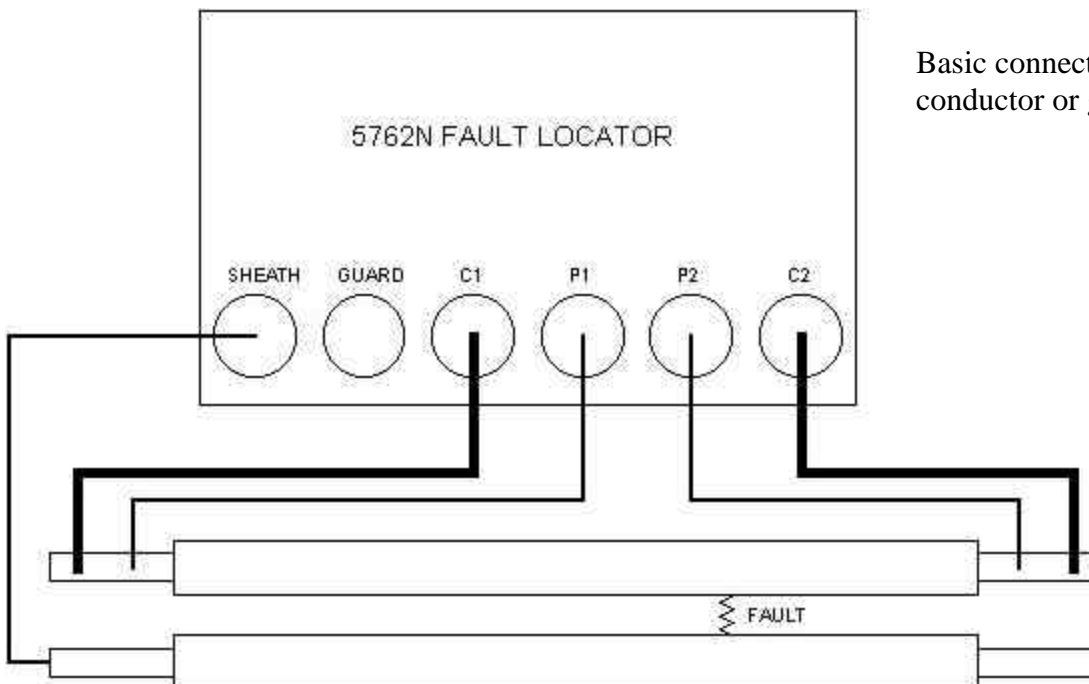 Basic connect
conductor or
5762N FAULT LOCATOR
SHEATH GUARD C1 P1 P2 C2
FAULT